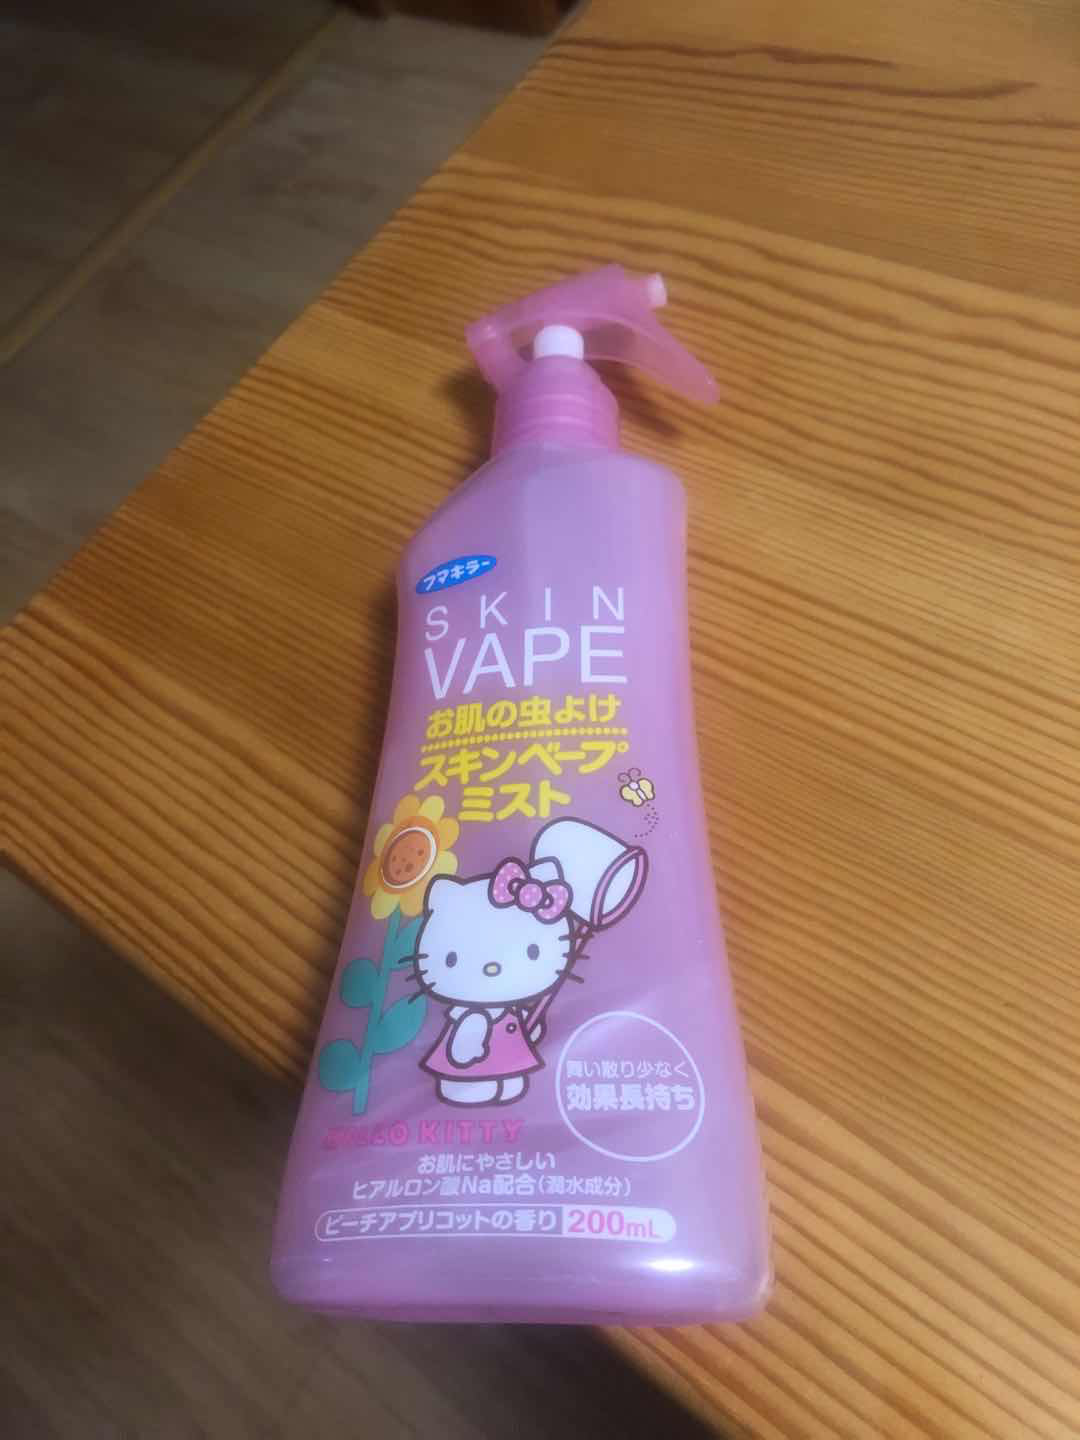 フマキラー
SKIN
VAPE
お肌の虫よけ
スキンベープ
ミスト
舞い散り少なく
効果長持ち
HELLO KITTY
お肌にやさしい
ヒアルロン酸Na配合(潤水成分)
ピーチアプリコットの香り 200mL